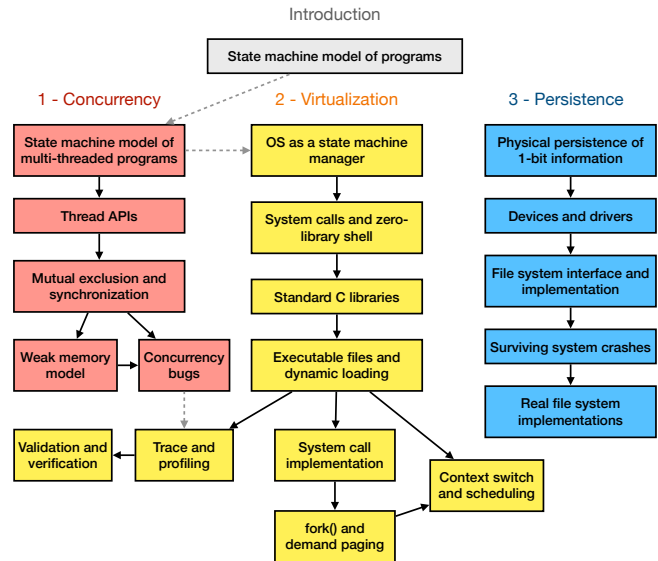 Introduction
State machine model of programs
1 - Concurrency
2 - Virtualization
3 - Persistence
State machine model of
multi-threaded programs
OS as a state machine
manager
Physical persistence of
1-bit information
Thread APIs
System calls and zero-
library shell
Devices and drivers
Mutual exclusion and
synchronization
Standard C libraries
File system interface and
implementation
Weak memory
model
Concurrency
bugs
Executable files and
dynamic loading
Surviving system crashes
Real file system
implementations
Validation and
verification
Trace and
profiling
System call
implementation
Context switch
and scheduling
fork() and
demand paging